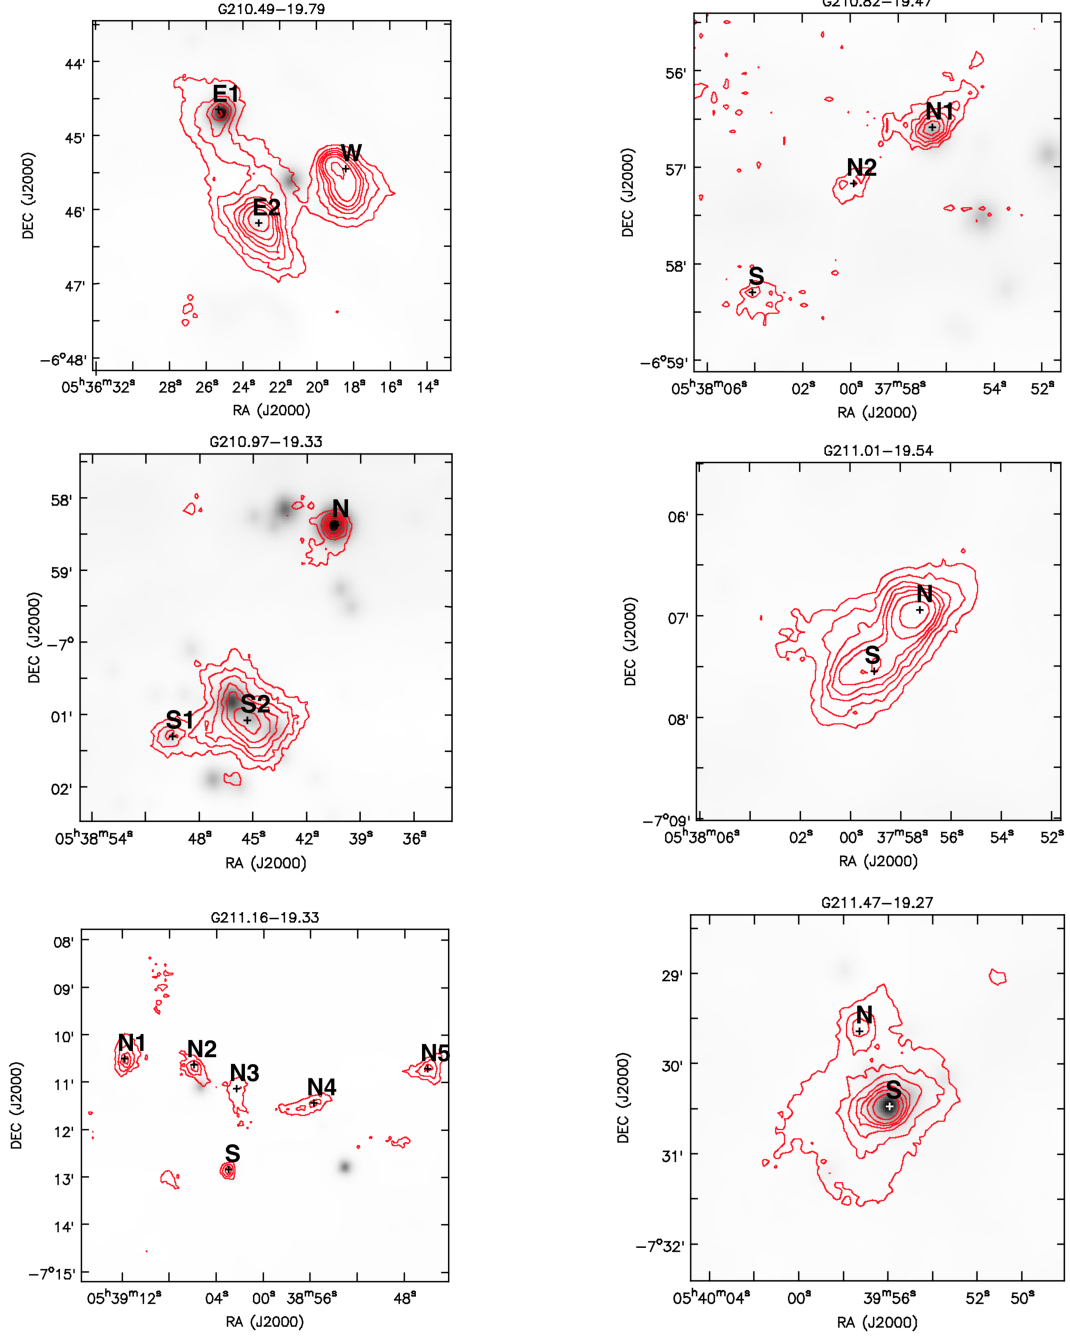 G210.49−19.79
44'
45'
46'
47'
−6°48'
E1
W
E2
05ʰ36ᵐ32ˢ 28ˢ 26ˢ 24ˢ 22ˢ 20ˢ 18ˢ 16ˢ 14ˢ
RA (J2000)
DEC (J2000)
G210.82−19.47
56'
57'
58'
−6°59'
N1
N2
S
05ʰ38ᵐ06ˢ 02ˢ 00ˢ 37ᵐ58ˢ 54ˢ 52ˢ
RA (J2000)
DEC (J2000)
G210.97−19.33
58'
59'
−7°
01'
02'
N
S2
S1
05ʰ38ᵐ54ˢ 48ˢ 45ˢ 42ˢ 39ˢ 36ˢ
RA (J2000)
DEC (J2000)
G211.01−19.54
06'
07'
08'
−7°09'
N
S
05ʰ38ᵐ06ˢ 02ˢ 00ˢ 37ᵐ58ˢ 56ˢ 52ˢ
RA (J2000)
DEC (J2000)
G211.16−19.33
08'
09'
10'
11'
12'
13'
14'
−7°15'
N1
N2
N5
N3
N4
S
05ʰ39ᵐ12ˢ 04ˢ 00ˢ 38ᵐ56ˢ 48ˢ
RA (J2000)
DEC (J2000)
G211.47−19.27
29'
30'
31'
−7°32'
N
S
05ʰ40ᵐ04ˢ 00ˢ 39ᵐ56ˢ 52ˢ 50ˢ
RA (J2000)
DEC (J2000)